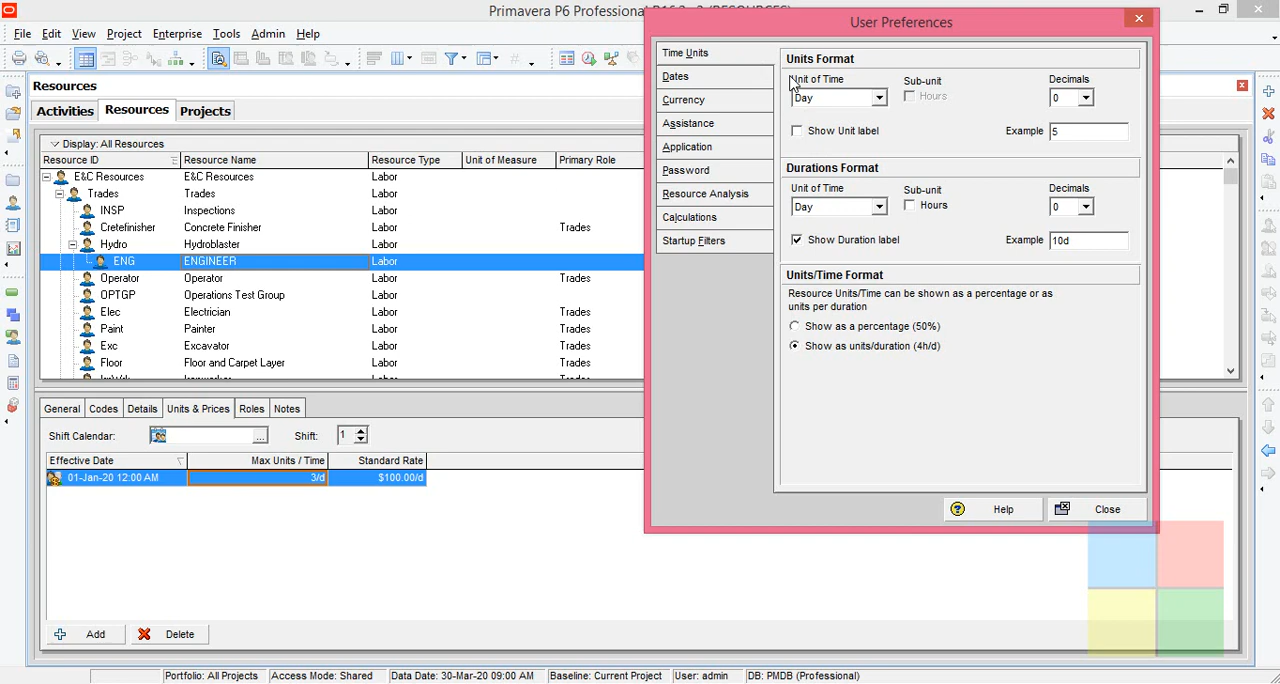 Primavera P6 Professional R16.2 : 2 (RESOURCES)
User Preferences
File Edit View Project Enterprise Tools Admin Help
Resources
Activities Resources Projects
Display: All Resources
Resource ID Resource Name Resource Type Unit of Measure Primary Role
E&C Resources E&C Resources Labor
Trades Trades Labor
INSP Inspections Labor
Cretefinisher Concrete Finisher Labor Trades
Hydro Hydroblaster Labor Trades
ENG ENGINEER Labor
Operator Operator Labor Trades
OPTGP Operations Test Group Labor
Elec Electrician Labor Trades
Paint Painter Labor Trades
Exc Excavator Labor Trades
Floor Floor and Carpet Layer Labor Trades
General Codes Details Units & Prices Roles Notes
Shift Calendar: ... Shift: 1
Effective Date Max Units / Time Standard Rate
01-Jan-20 12:00 AM 3/d $100.00/d
Add Delete
Time Units
Dates
Currency
Assistance
Application
Password
Resource Analysis
Calculations
Startup Filters
Units Format
Unit of Time Sub-unit Decimals
Day Hours 0
Show Unit label Example 5
Durations Format
Unit of Time Sub-unit Decimals
Day Hours 0
Show Duration label Example 10d
Units/Time Format
Resource Units/Time can be shown as a percentage or as
units per duration
Show as a percentage (50%)
Show as units/duration (4h/d)
Help Close
Portfolio: All Projects Access Mode: Shared Data Date: 30-Mar-20 09:00 AM Baseline: Current Project User: admin DB: PMDB (Professional)